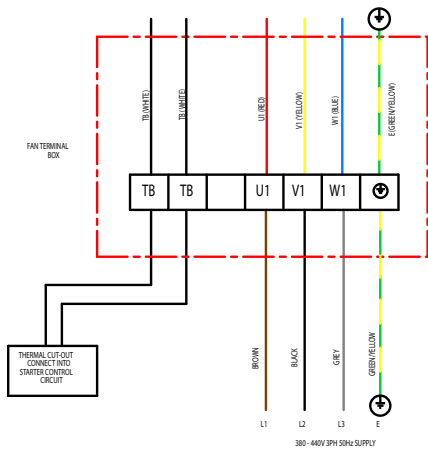 TB (WHITE)
TB (WHITE)
U1 (RED)
V1 (YELLOW)
W1 (BLUE)
E(GREEN/YELLOW)
FAN TERMINAL
BOX
TB
TB
U1
V1
W1
THERMAL CUT-OUT
CONNECT INTO
STARTER CONTROL
CIRCUIT
BROWN
BLACK
GREY
GREEN/YELLOW
L1
L2
L3
E
380 - 440V 3PH 50Hz SUPPLY